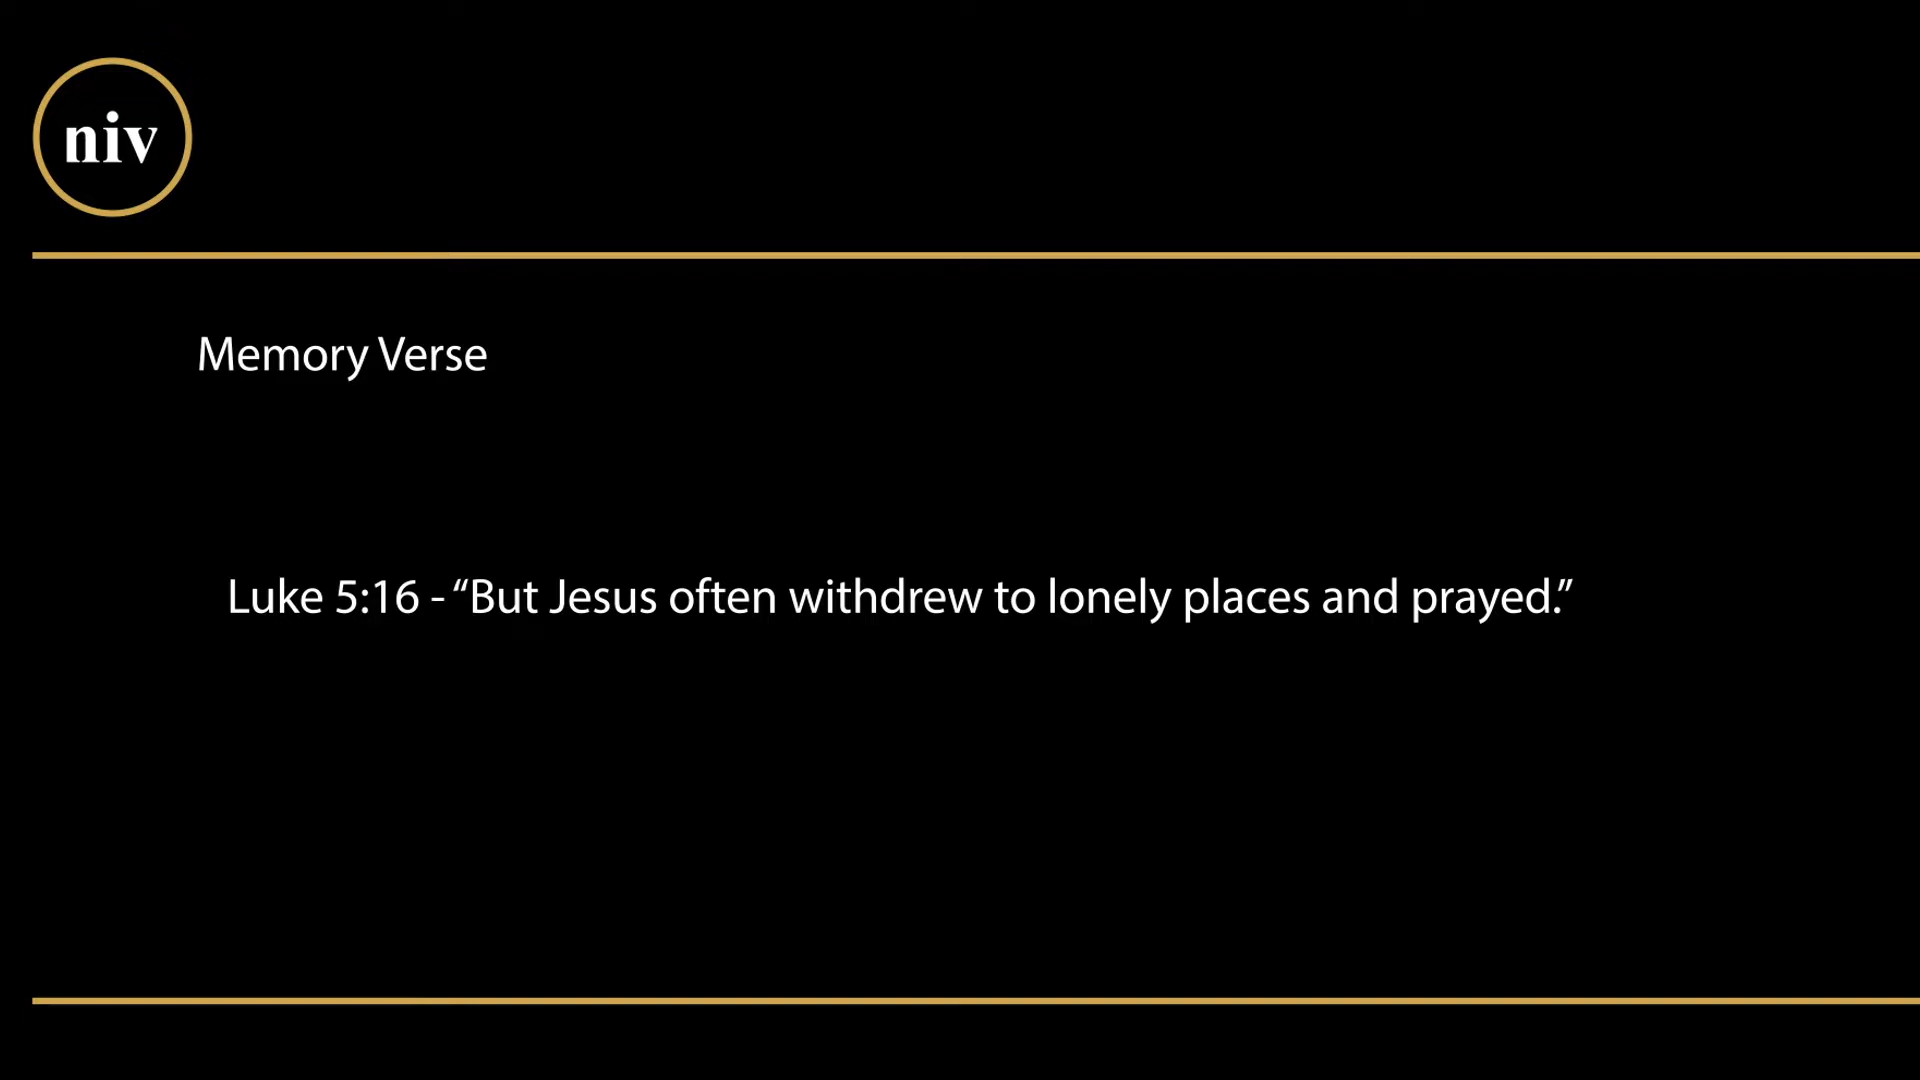 niv
Memory Verse
Luke 5:16 - “But Jesus often withdrew to lonely places and prayed.”